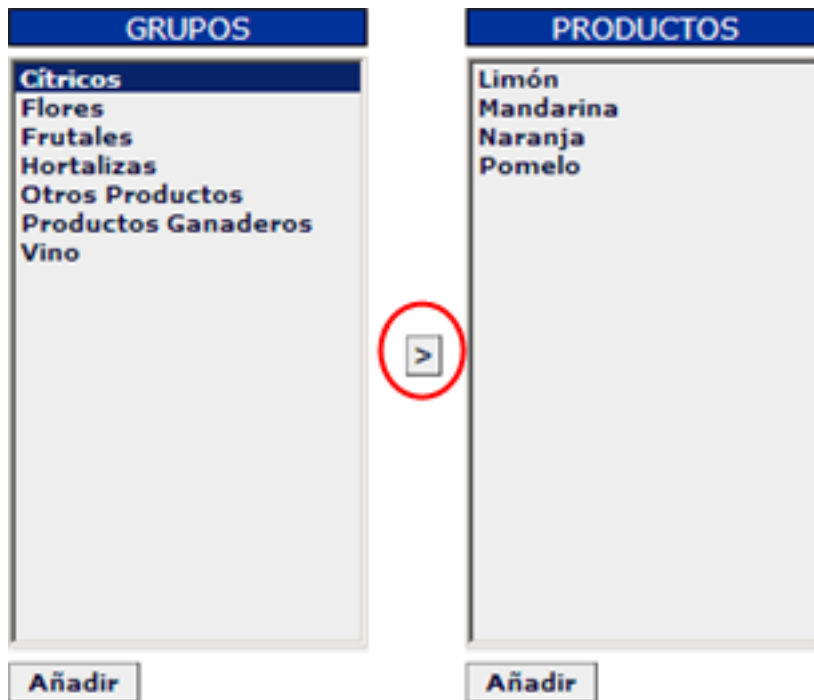 GRUPOS
Cítricos
Flores
Frutales
Hortalizas
Otros Productos
Productos Ganaderos
Vino
Añadir
>
PRODUCTOS
Limón
Mandarina
Naranja
Pomelo
Añadir